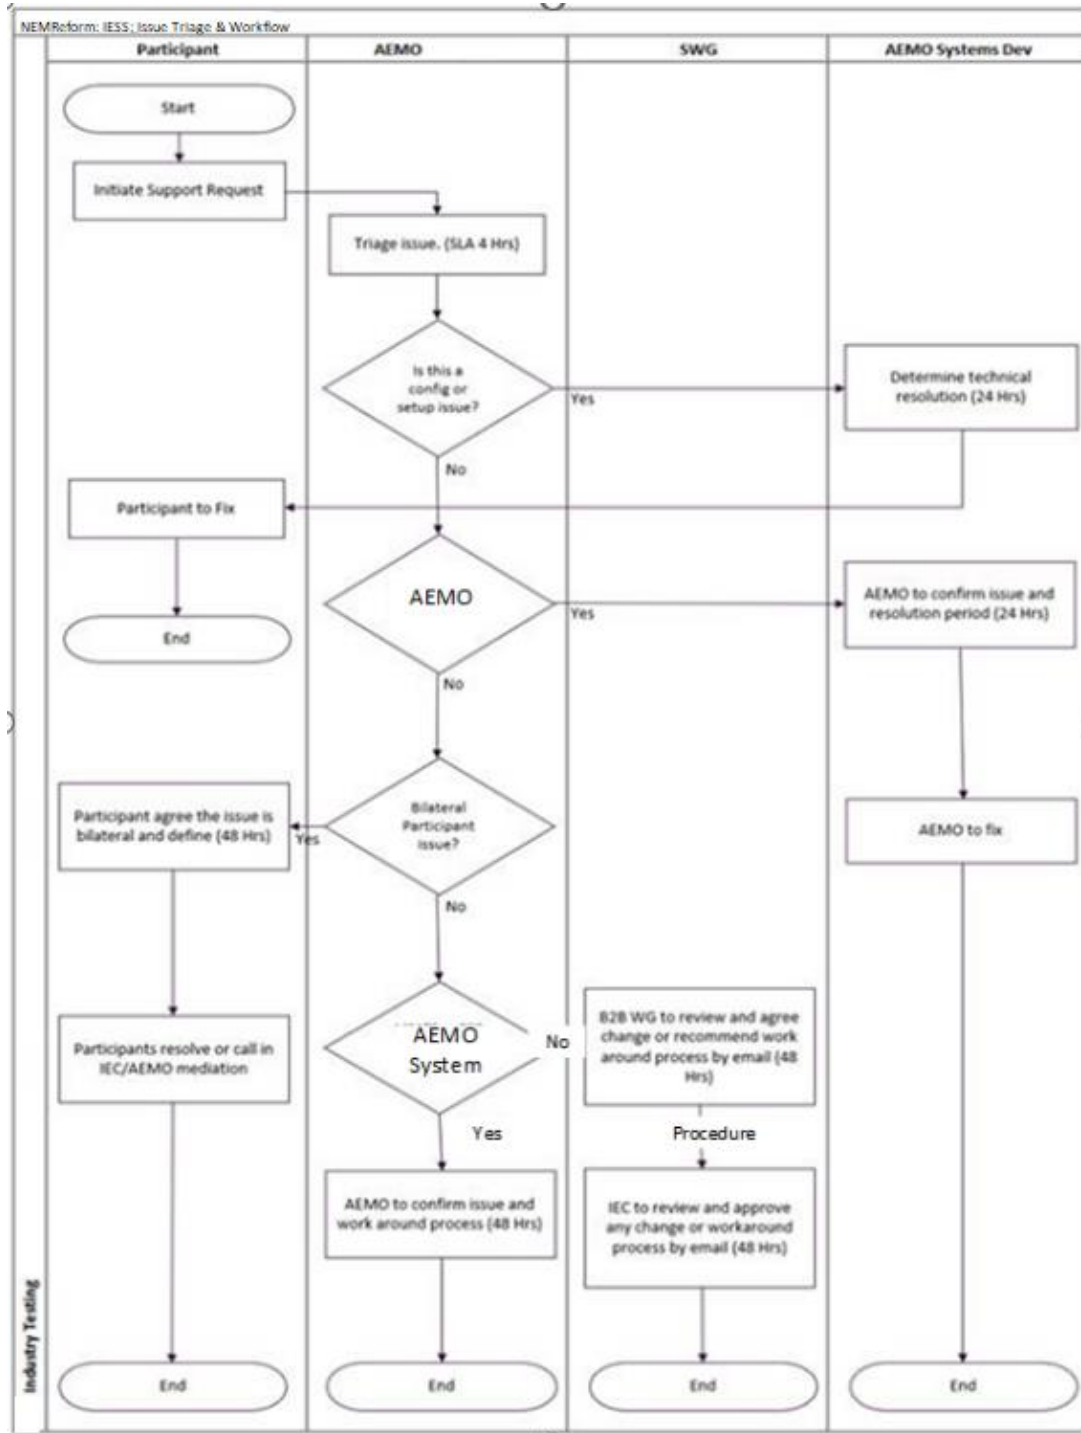 NEMReform: IESS; Issue Triage & Workflow
Participant
AEMO
SWG
AEMO Systems Dev
Start
Initiate Support Request
Triage issue. (SLA 4 Hrs)
Is this a
config or
setup issue?
Yes
Determine technical
resolution (24 Hrs)
No
Participant to Fix
AEMO
Yes
AEMO to confirm issue and
resolution period (24 Hrs)
End
No
Participant agree the issue is
bilateral and define (48 Hrs)
Yes
Bilateral
Participant
issue?
AEMO to fix
No
AEMO
System
No
B2B WG to review and agree
change or recommend work
around process by email (48
Hrs)
Participants resolve or call in
IEC/AEMO mediation
Yes
Procedure
AEMO to confirm issue and
work around process (48 Hrs)
IEC to review and approve
any change or workaround
process by email (48 Hrs)
Industry Testing
End
End
End
End